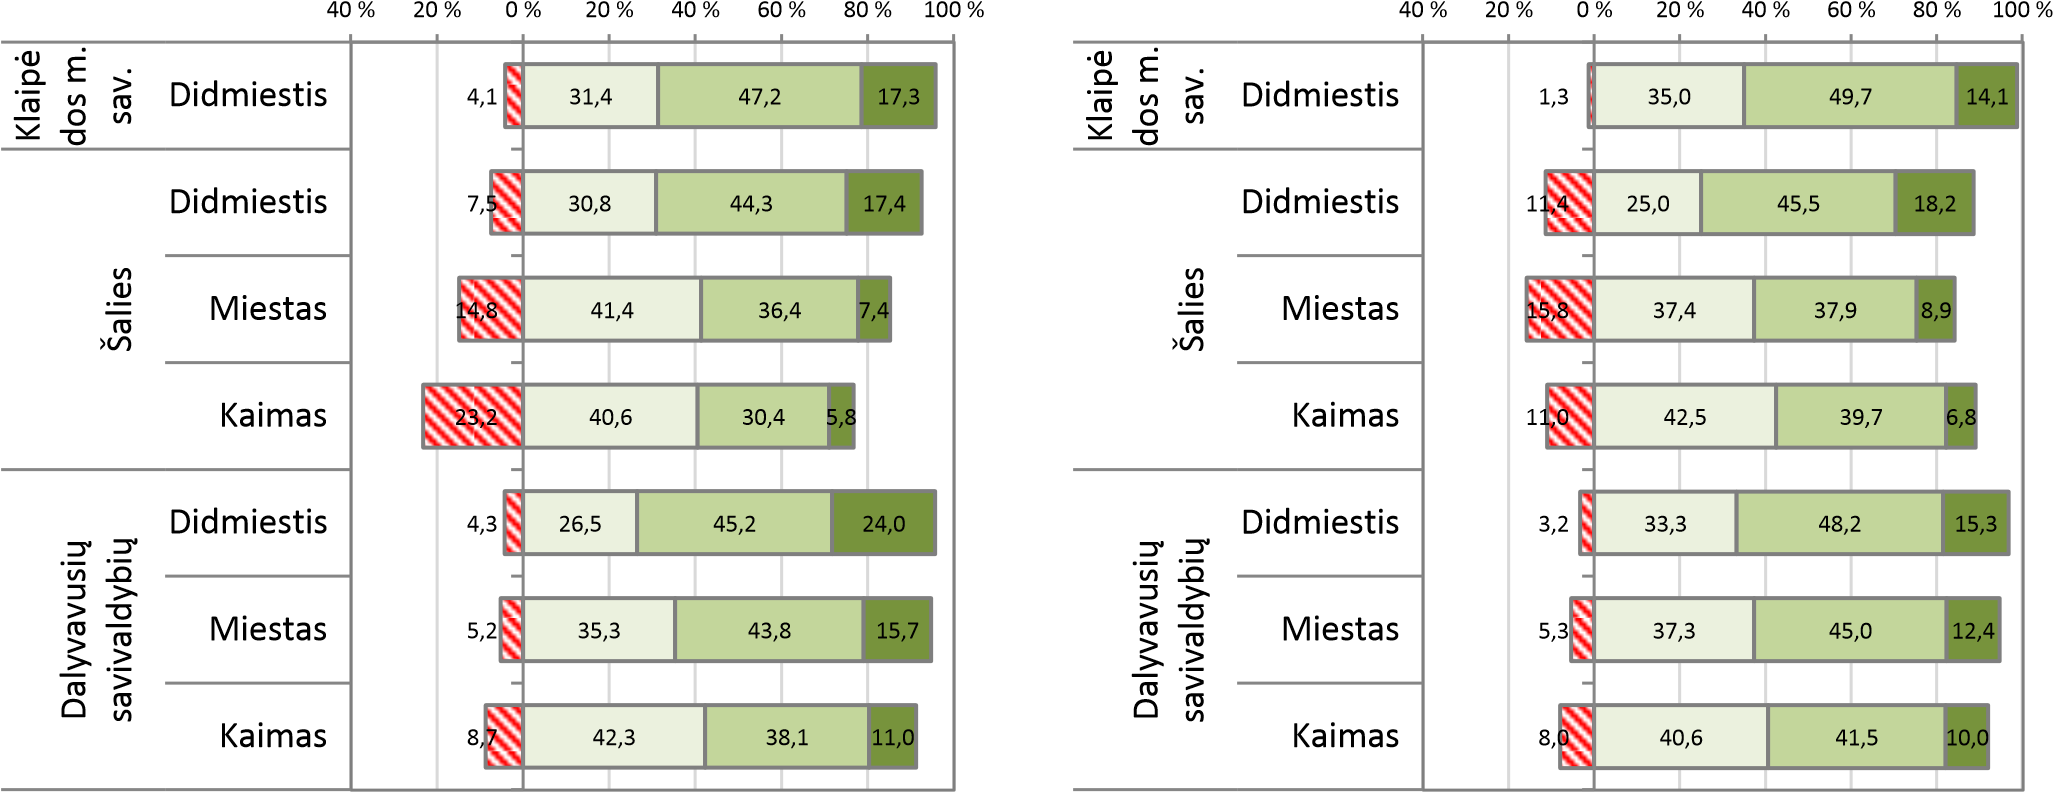 40 % 20 % 0 % 20 % 40 % 60 % 80 % 100 %
Klaipė
dos m.
sav.
Didmiestis 4,1 31,4 47,2 17,3
Šalies
Didmiestis 7,5 30,8 44,3 17,4
Miestas 14,8 41,4 36,4 7,4
Kaimas 23,2 40,6 30,4 5,8
Dalyvavusių
savivaldybių
Didmiestis 4,3 26,5 45,2 24,0
Miestas 5,2 35,3 43,8 15,7
Kaimas 8,7 42,3 38,1 11,0
40 % 20 % 0 % 20 % 40 % 60 % 80 % 100 %
Klaipė
dos m.
sav.
Didmiestis 1,3 35,0 49,7 14,1
Šalies
Didmiestis 11,4 25,0 45,5 18,2
Miestas 15,8 37,4 37,9 8,9
Kaimas 11,0 42,5 39,7 6,8
Dalyvavusių
savivaldybių
Didmiestis 3,2 33,3 48,2 15,3
Miestas 5,3 37,3 45,0 12,4
Kaimas 8,0 40,6 41,5 10,0